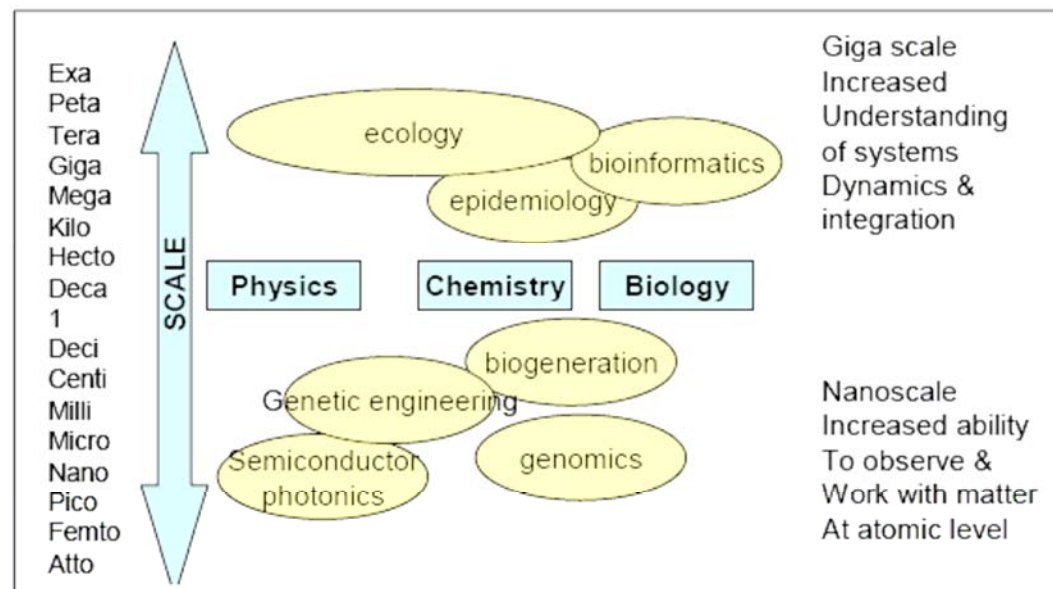 Exa
Peta
Tera
Giga
Mega
Kilo
Hecto
Deca
1
Deci
Centi
Milli
Micro
Nano
Pico
Femto
Atto
SCALE
ecology
bioinformatics
epidemiology
Physics
Chemistry
Biology
biogeneration
Genetic engineering
Semiconductor
photonics
genomics
Giga scale
Increased
Understanding
of systems
Dynamics &
integration
Nanoscale
Increased ability
To observe &
Work with matter
At atomic level